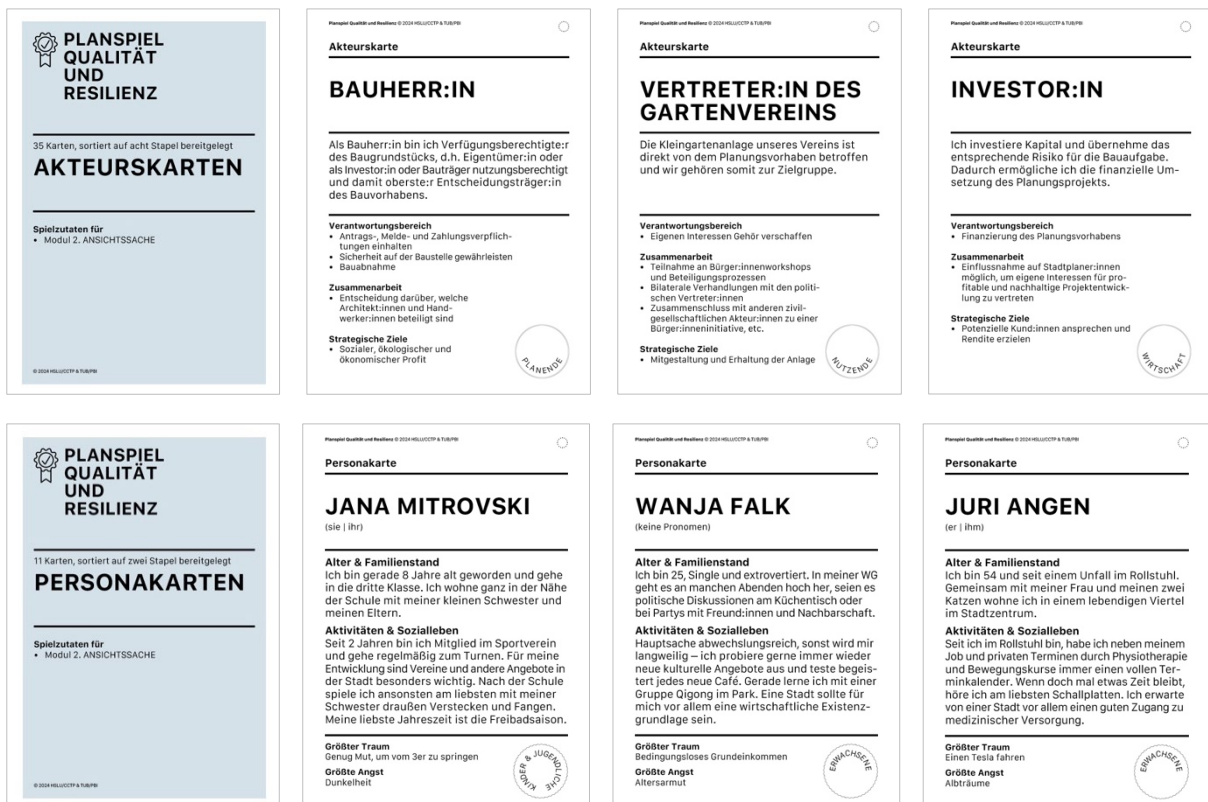 PLANSPIEL
QUALITÄT
UND
RESILIENZ
35 Karten, sortiert auf acht Stapel bereitgelegt
AKTEURSKARTEN
Spielzutaten für
• Modul 2. ANSICHTSSACHE
© 2024 HSLU/CCTP & TUB/PBI
Planspiel Qualität und Resilienz © 2024 HSLU/CCTP & TUB/PBI
Akteurskarte
BAUHERR:IN
Als Bauherr:in bin ich Verfügungsberechtigte:r
des Baugrundstücks, d.h. Eigentümer:in oder
als Investor:in oder Bauträger nutzungsberechtigt
und damit oberste:r Entscheidungsträger:in
des Bauvorhabens.
Verantwortungsbereich
• Antrags-, Melde- und Zahlungsverpflich-
tungen einhalten
• Sicherheit auf der Baustelle gewährleisten
• Bauabnahme
Zusammenarbeit
• Entscheidung darüber, welche
Architekt:innen und Hand-
werker:innen beteiligt sind
Strategische Ziele
• Sozialer, ökologischer und
ökonomischer Profit
PLANENDE
Planspiel Qualität und Resilienz © 2024 HSLU/CCTP & TUB/PBI
Akteurskarte
VERTRETER:IN DES
GARTENVEREINS
Die Kleingartenanlage unseres Vereins ist
direkt von dem Planungsvorhaben betroffen
und wir gehören somit zur Zielgruppe.
Verantwortungsbereich
• Eigenen Interessen Gehör verschaffen
Zusammenarbeit
• Teilnahme an Bürger:innenworkshops
und Beteiligungsprozessen
• Bilaterale Verhandlungen mit den politi-
schen Vertreter:innen
• Zusammenschluss mit anderen zivil-
gesellschaftlichen Akteur:innen zu einer
Bürger:inneninitiative, etc.
Strategische Ziele
• Mitgestaltung und Erhaltung der Anlage
NUTZENDE
Planspiel Qualität und Resilienz © 2024 HSLU/CCTP & TUB/PBI
Akteurskarte
INVESTOR:IN
Ich investiere Kapital und übernehme das
entsprechende Risiko für die Bauaufgabe.
Dadurch ermögliche ich die finanzielle Um-
setzung des Planungsprojekts.
Verantwortungsbereich
• Finanzierung des Planungsvorhabens
Zusammenarbeit
• Einflussnahme auf Stadtplaner:innen
möglich, um eigene Interessen für pro-
fitable und nachhaltige Projektentwick-
lung zu vertreten
Strategische Ziele
• Potenzielle Kund:innen ansprechen und
Rendite erzielen
WIRTSCHAFT
PLANSPIEL
QUALITÄT
UND
RESILIENZ
11 Karten, sortiert auf zwei Stapel bereitgelegt
PERSONAKARTEN
Spielzutaten für
• Modul 2. ANSICHTSSACHE
© 2024 HSLU/CCTP & TUB/PBI
Planspiel Qualität und Resilienz © 2024 HSLU/CCTP & TUB/PBI
Personakarte
JANA MITROVSKI
(sie | ihr)
Alter & Familienstand
Ich bin gerade 8 Jahre alt geworden und gehe
in die dritte Klasse. Ich wohne ganz in der Nähe
der Schule mit meiner kleinen Schwester und
meinen Eltern.
Aktivitäten & Sozialleben
Seit 2 Jahren bin ich Mitglied im Sportverein
und gehe regelmäßig zum Turnen. Für meine
Entwicklung sind Vereine und andere Angebote in
der Stadt besonders wichtig. Nach der Schule
spiele ich ansonsten am liebsten mit meiner
Schwester draußen Verstecken und Fangen.
Meine liebste Jahreszeit ist die Freibadsaison.
Größter Traum
Genug Mut, um vom 3er zu springen
Größte Angst
Dunkelheit
KINDER & JUGENDLICHE
Planspiel Qualität und Resilienz © 2024 HSLU/CCTP & TUB/PBI
Personakarte
WANJA FALK
(keine Pronomen)
Alter & Familienstand
Ich bin 25, Single und extrovertiert. In meiner WG
geht es an manchen Abenden hoch her, seien es
politische Diskussionen am Küchentisch oder
bei Partys mit Freund:innen und Nachbarschaft.
Aktivitäten & Sozialleben
Hauptsache abwechslungsreich, sonst wird mir
langweilig – ich probiere gerne immer wieder
neue kulturelle Angebote aus und teste begeis-
tert jedes neue Café. Gerade lerne ich mit einer
Gruppe Qigong im Park. Eine Stadt sollte für
mich vor allem eine wirtschaftliche Existenz-
grundlage sein.
Größter Traum
Bedingungsloses Grundeinkommen
Größte Angst
Altersarmut
ERWACHSENE
Planspiel Qualität und Resilienz © 2024 HSLU/CCTP & TUB/PBI
Personakarte
JURI ANGEN
(er | ihm)
Alter & Familienstand
Ich bin 54 und seit einem Unfall im Rollstuhl.
Gemeinsam mit meiner Frau und meinen zwei
Katzen wohne ich in einem lebendigen Viertel
im Stadtzentrum.
Aktivitäten & Sozialleben
Seit ich im Rollstuhl bin, habe ich neben meinem
Job und privaten Terminen durch Physiotherapie
und Bewegungskurse immer einen vollen Ter-
minkalender. Wenn doch mal etwas Zeit bleibt,
höre ich am liebsten Schallplatten. Ich erwarte
von einer Stadt vor allem einen guten Zugang zu
medizinischer Versorgung.
Größter Traum
Einen Tesla fahren
Größte Angst
Albträume
ERWACHSENE